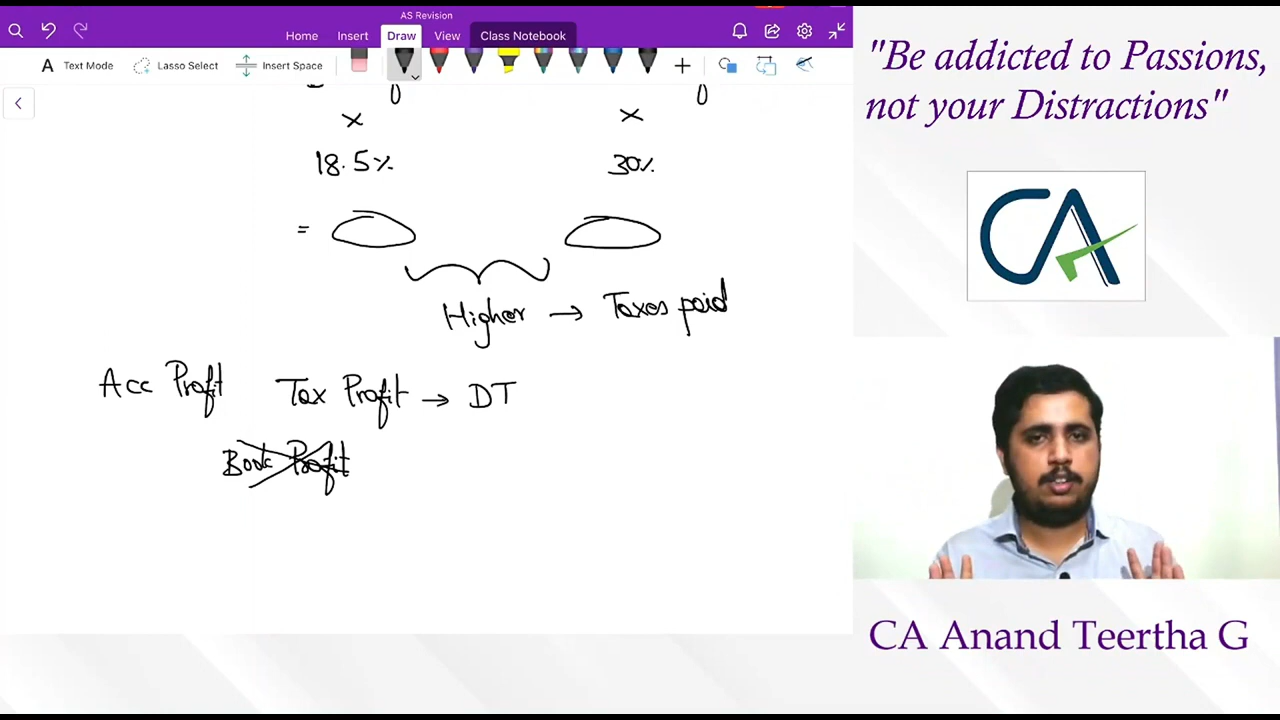 AS Revision
Home Insert Draw View Class Notebook
A Text Mode Lasso Select Insert Space
"Be addicted to Passions,
not your Distractions"
x x
18.5% 30%
CA
=
Higher → Taxes paid
Acc Profit Tax Profit → DT
Book Profit
CA Anand Teertha G